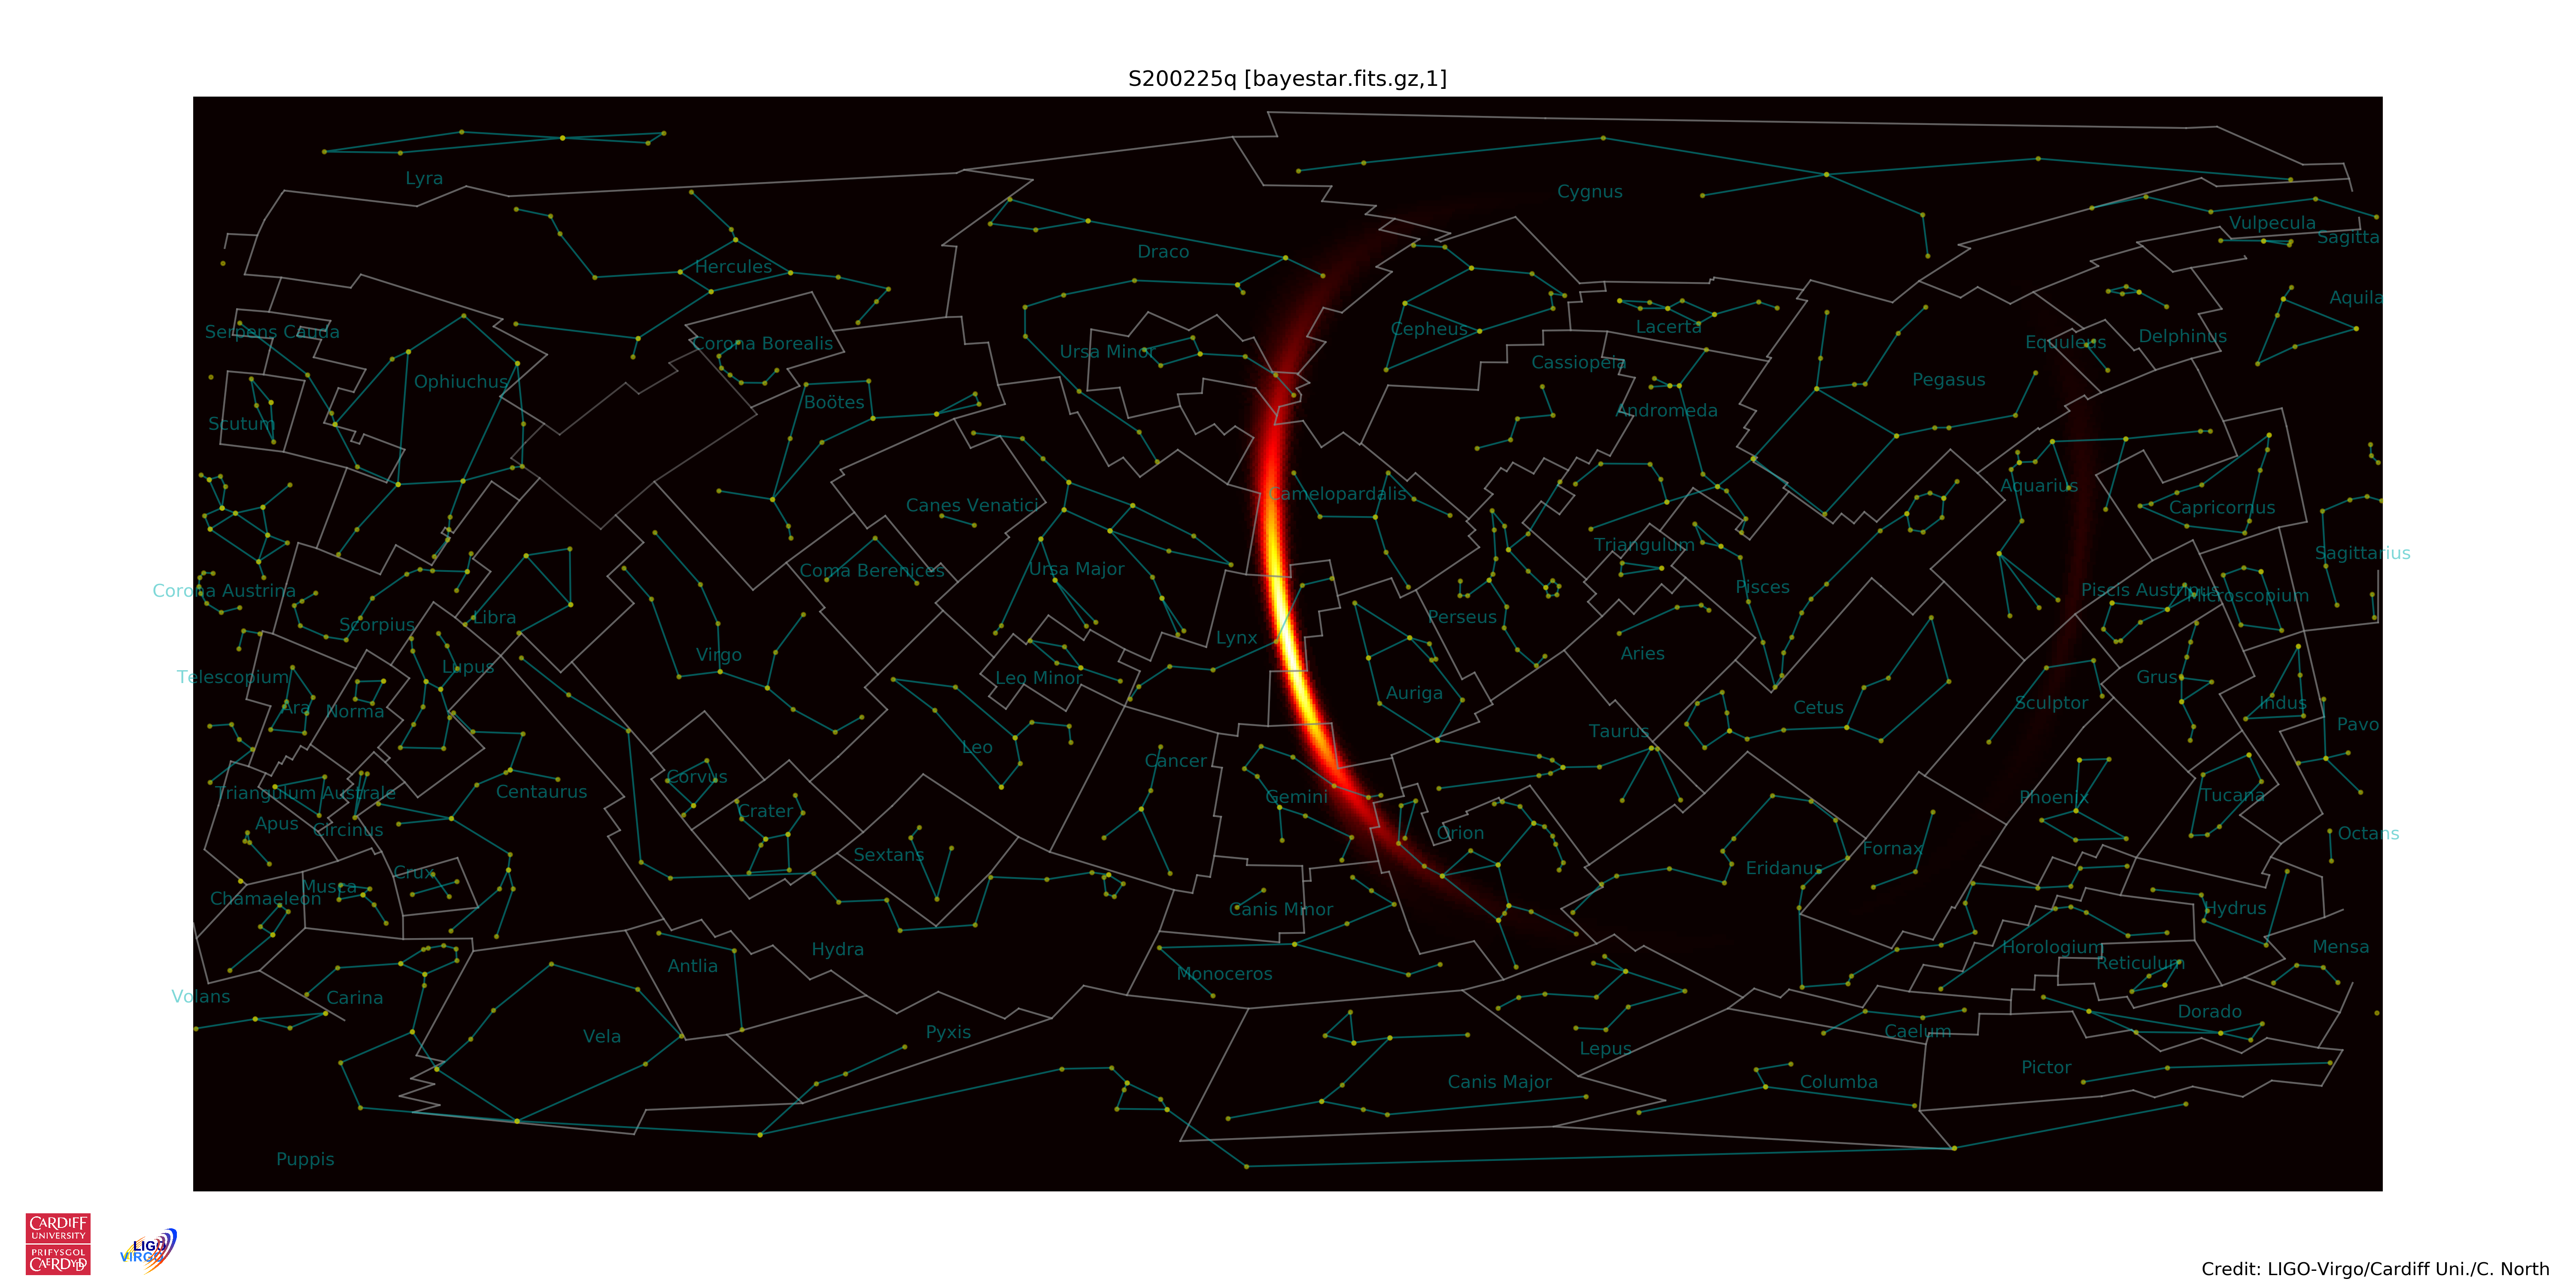 S200225q [bayestar.fits.gz,1]
Lyra
Cygnus
Vulpecula
Sagitta
Draco
Hercules
Aquila
Serpens Cauda
Corona Borealis
Ursa Minor
Cepheus
Lacerta
Cassiopeia
Equuleus
Delphinus
Ophiuchus
Boötes
Andromeda
Pegasus
Scutum
Canes Venatici
Camelopardalis
Aquarius
Capricornus
Coma Berenices
Ursa Major
Triangulum
Sagittarius
Corona Austrina
Pisces
Piscis Austrinus
Microscopium
Scorpius
Libra
Lynx
Perseus
Virgo
Aries
Telescopium
Lupus
Leo Minor
Auriga
Grus
Ara
Norma
Cetus
Sculptor
Indus
Pavo
Leo
Taurus
Cancer
Corvus
Triangulum Australe
Centaurus
Gemini
Phoenix
Tucana
Crater
Apus
Circinus
Orion
Octans
Sextans
Fornax
Eridanus
Crux
Musca
Chamaeleon
Canis Minor
Hydrus
Hydra
Horologium
Mensa
Antlia
Monoceros
Reticulum
Volans
Carina
Dorado
Vela
Pyxis
Caelum
Lepus
Pictor
Canis Major
Columba
Puppis
CARDIFF
UNIVERSITY
PRIFYSGOL
CAERDYDD
LIGO
VIRGO
Credit: LIGO-Virgo/Cardiff Uni./C. North